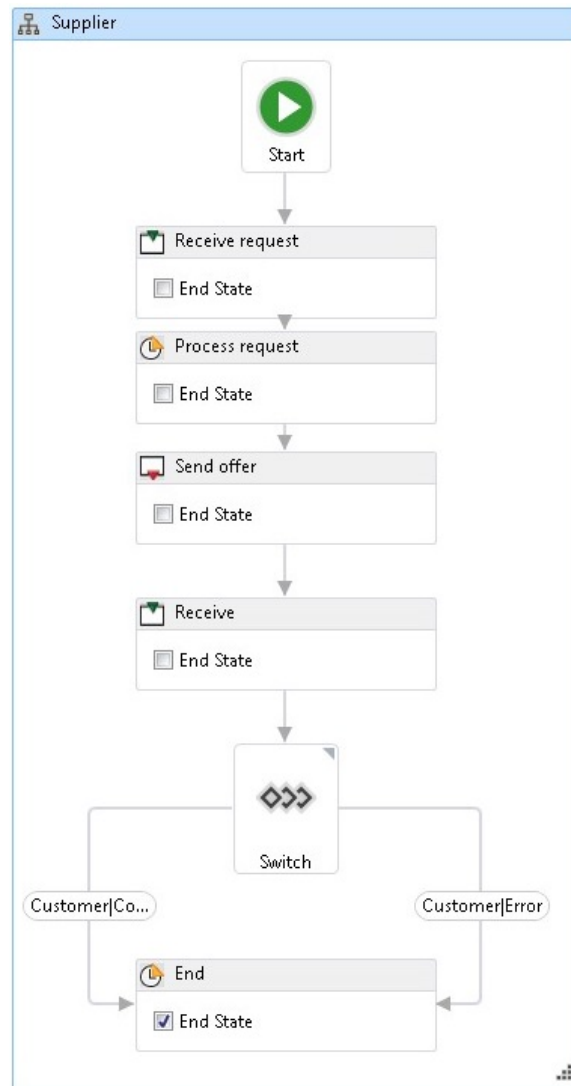 Supplier
Start
Receive request
End State
Process request
End State
Send offer
End State
Receive
End State
Switch
Customer|Co...
Customer|Error
End
End State